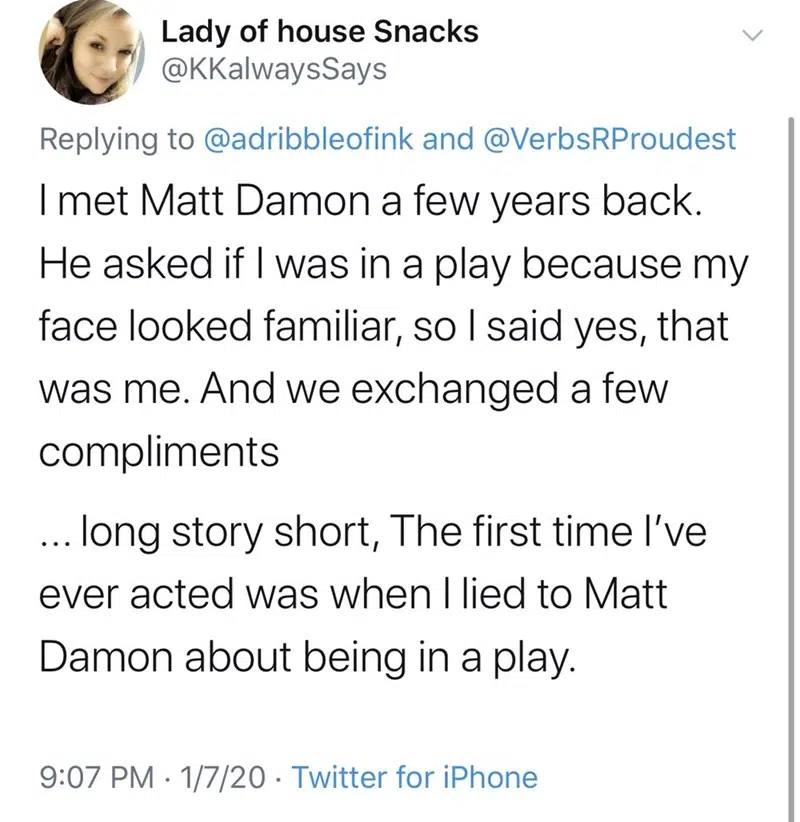 Lady of house Snacks
@KKalwaysSays
Replying to @adribbleofink and @VerbsRProudest
I met Matt Damon a few years back.
He asked if I was in a play because my
face looked familiar, so I said yes, that
was me. And we exchanged a few
compliments
... long story short, The first time I've
ever acted was when I lied to Matt
Damon about being in a play.
9:07 PM · 1/7/20 · Twitter for iPhone